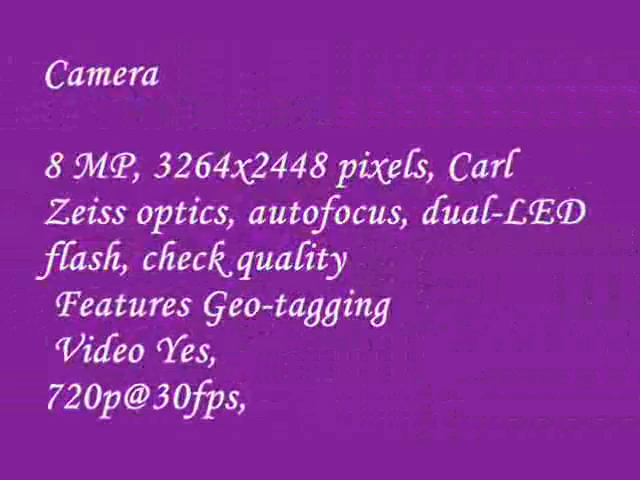 Camera
8 MP, 3264x2448 pixels, Carl
Zeiss optics, autofocus, dual-LED
flash, check quality
Features Geo-tagging
Video Yes,
720p@30fps,